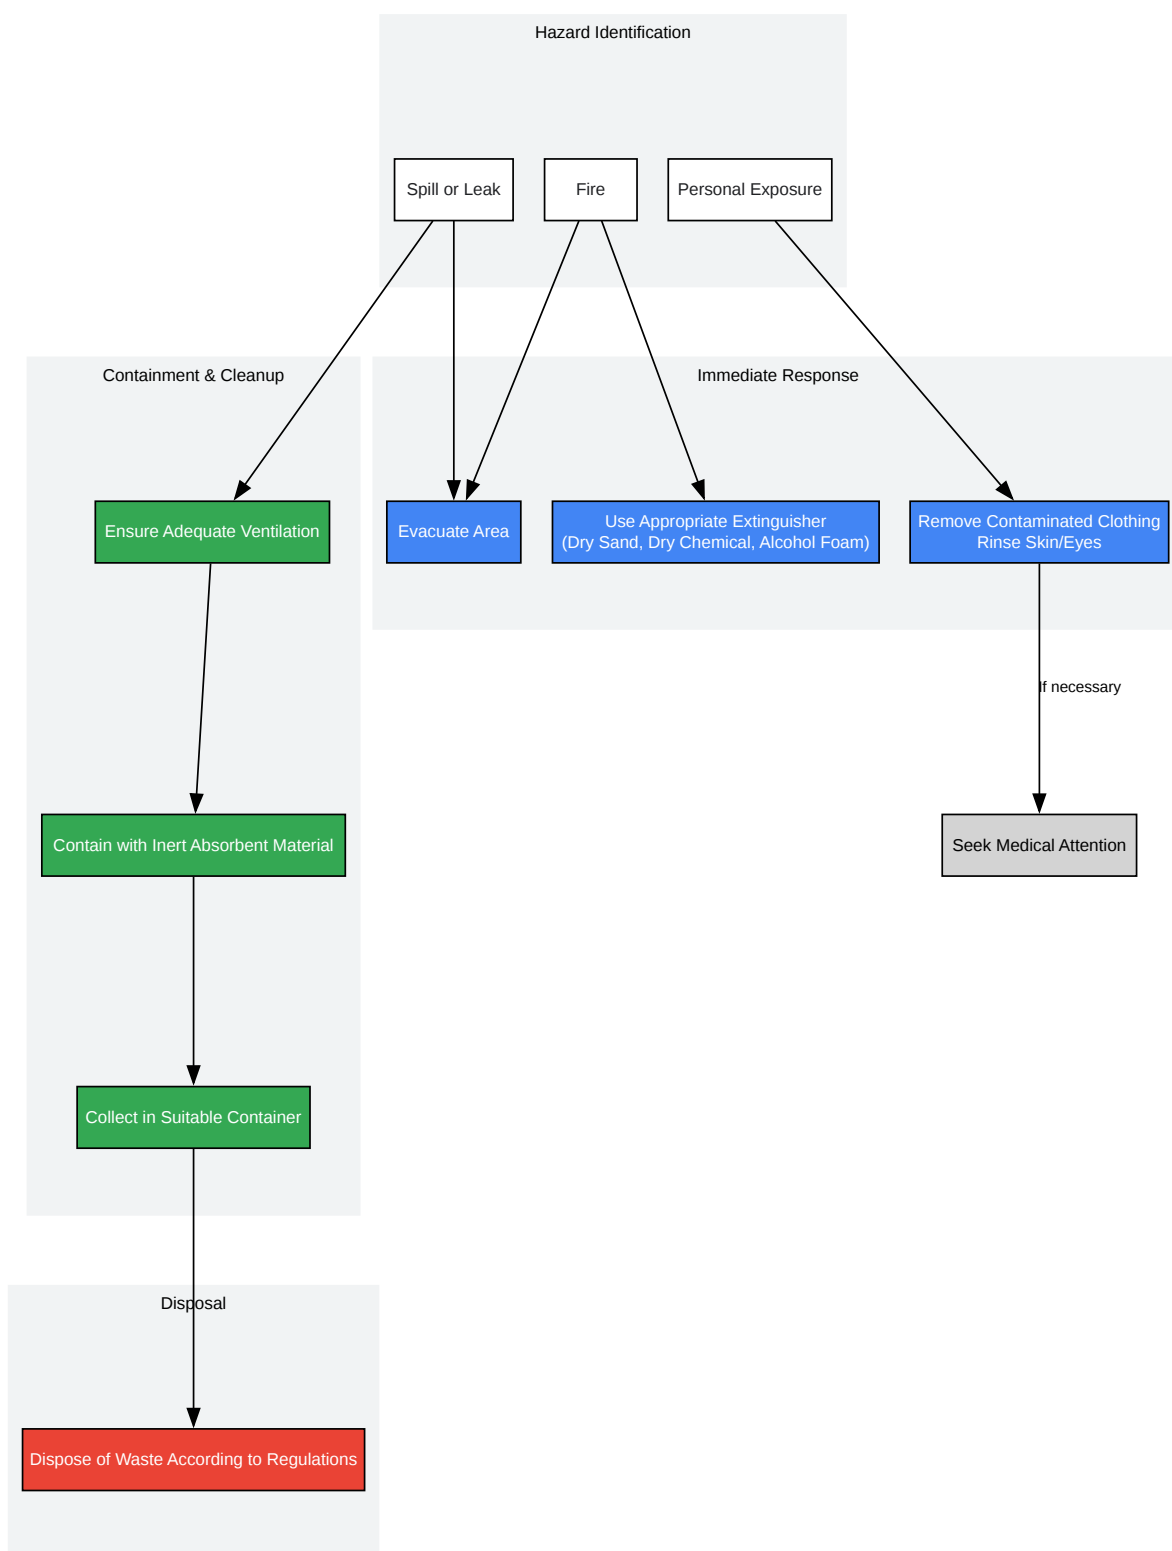 Hazard Identification
Spill or Leak
Fire
Personal Exposure
Containment & Cleanup
Immediate Response
Ensure Adequate Ventilation
Evacuate Area
Use Appropriate Extinguisher
(Dry Sand, Dry Chemical, Alcohol Foam)
Remove Contaminated Clothing
Rinse Skin/Eyes
If necessary
Contain with Inert Absorbent Material
Seek Medical Attention
Collect in Suitable Container
Disposal
Dispose of Waste According to Regulations